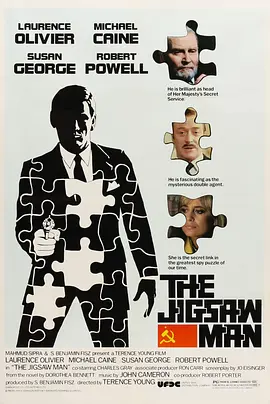 LAURENCE MICHAEL
OLIVIER CAINE
SUSAN ROBERT
GEORGE POWELL
He is brilliant as head
of Her Majesty's Secret
Service.
He is fascinating as the
mysterious double agent.
She is the secret link in
the greatest spy puzzle of
our time.
THE
JIGSAW
MAN
MAHMUD SIPRA & S. BENJAMIN FISZ present a TERENCE YOUNG FILM
LAURENCE OLIVIER MICHAEL CAINE SUSAN GEORGE ROBERT POWELL
in "THE JIGSAW MAN" co-starring CHARLES GRAY associate producer RON CARR screenplay by JO EISINGER
from the novel by DOROTHEA BENNETT music by JOHN CAMERON co-producer ROBERT PORTER
produced by S. BENJAMIN FISZ directed by TERENCE YOUNG UFDC